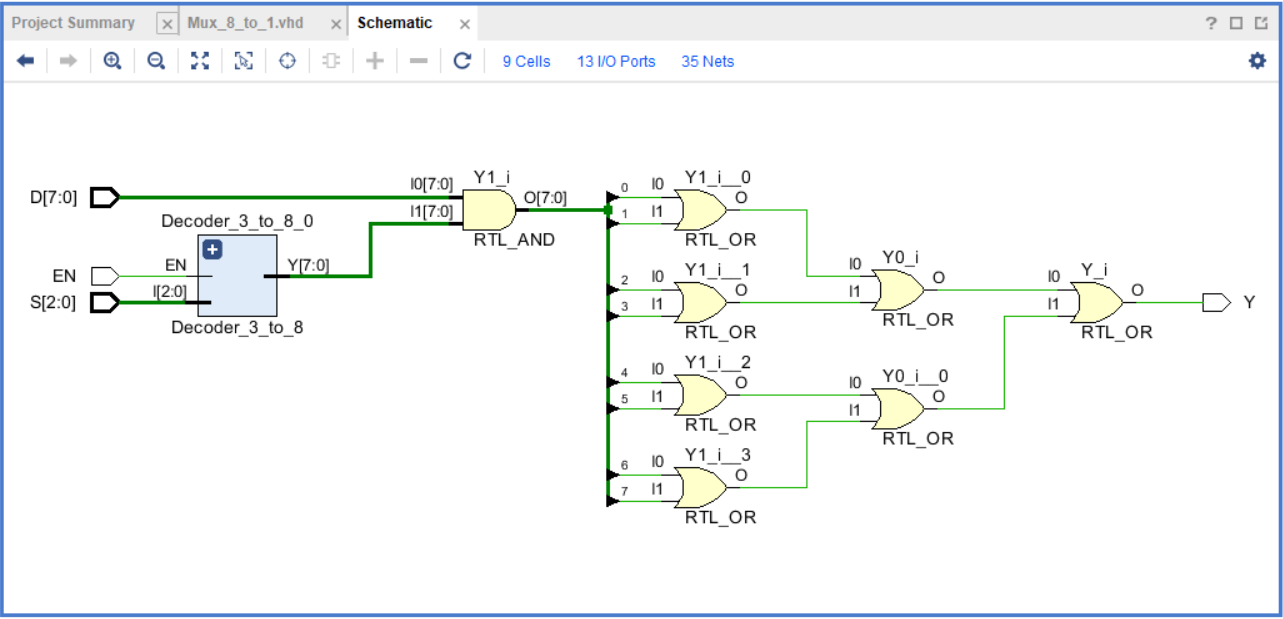 Project Summary × Mux_8_to_1.vhd × Schematic ×
?
9 Cells 13 I/O Ports 35 Nets
D[7:0]
I0[7:0]
I1[7:0]
Y1_i
O[7:0]
RTL_AND
Decoder_3_to_8_0
EN
S[2:0]
EN
I[2:0]
Y[7:0]
Decoder_3_to_8
0
1
I0
I1
Y1_i__0
O
RTL_OR
2
3
I0
I1
Y1_i__1
O
RTL_OR
4
5
I0
I1
Y1_i__2
O
RTL_OR
6
7
I0
I1
Y1_i__3
O
RTL_OR
I0
I1
Y0_i
O
RTL_OR
I0
I1
Y0_i__0
O
RTL_OR
I0
I1
Y_i
O
RTL_OR
Y